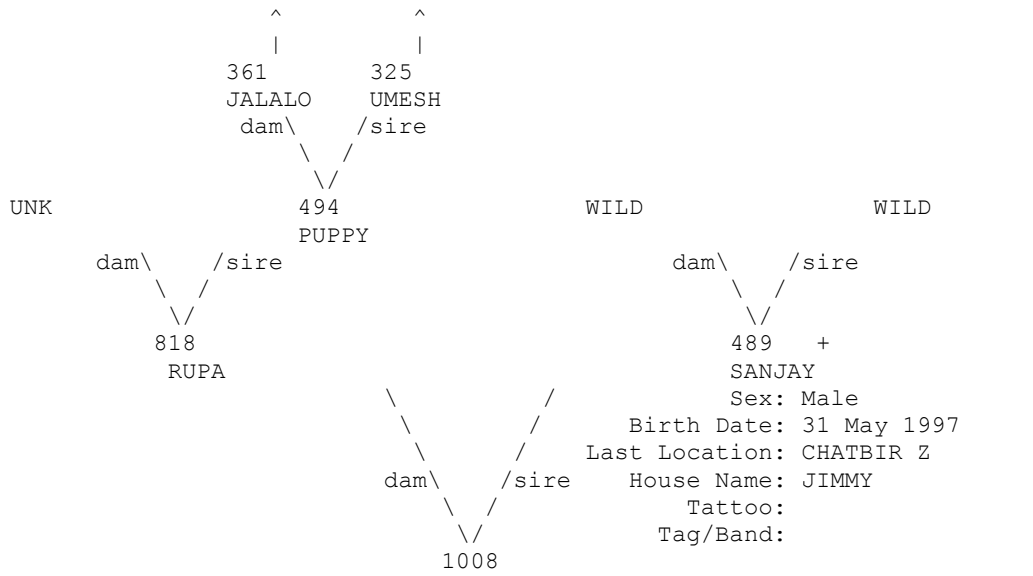 ^ ^
| |
361 325
JALALO UMESH
dam\ /sire
\ /
\/
UNK 494 WILD WILD
PUPPY
dam\ /sire dam\ /sire
\ / \ /
\/ \/
818 489 +
RUPA SANJAY
\ / Sex: Male
\ / Birth Date: 31 May 1997
\ / Last Location: CHATBIR Z
dam\ /sire House Name: JIMMY
\ / Tattoo:
\/ Tag/Band:
1008